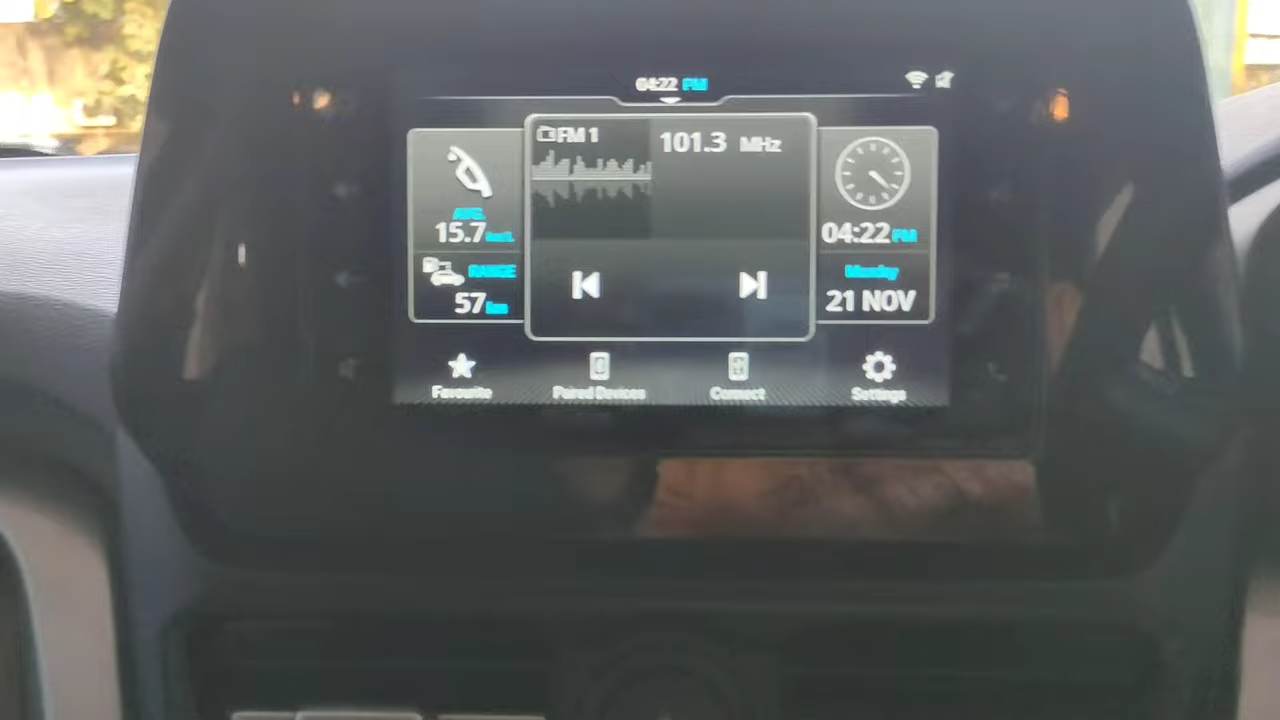 04:22 PM
FM 1
101.3 MHz
AVG.
15.7
RANGE
57 km
04:22 PM
Monday
21 NOV
Favourite
Paired Devices
Connect
Settings